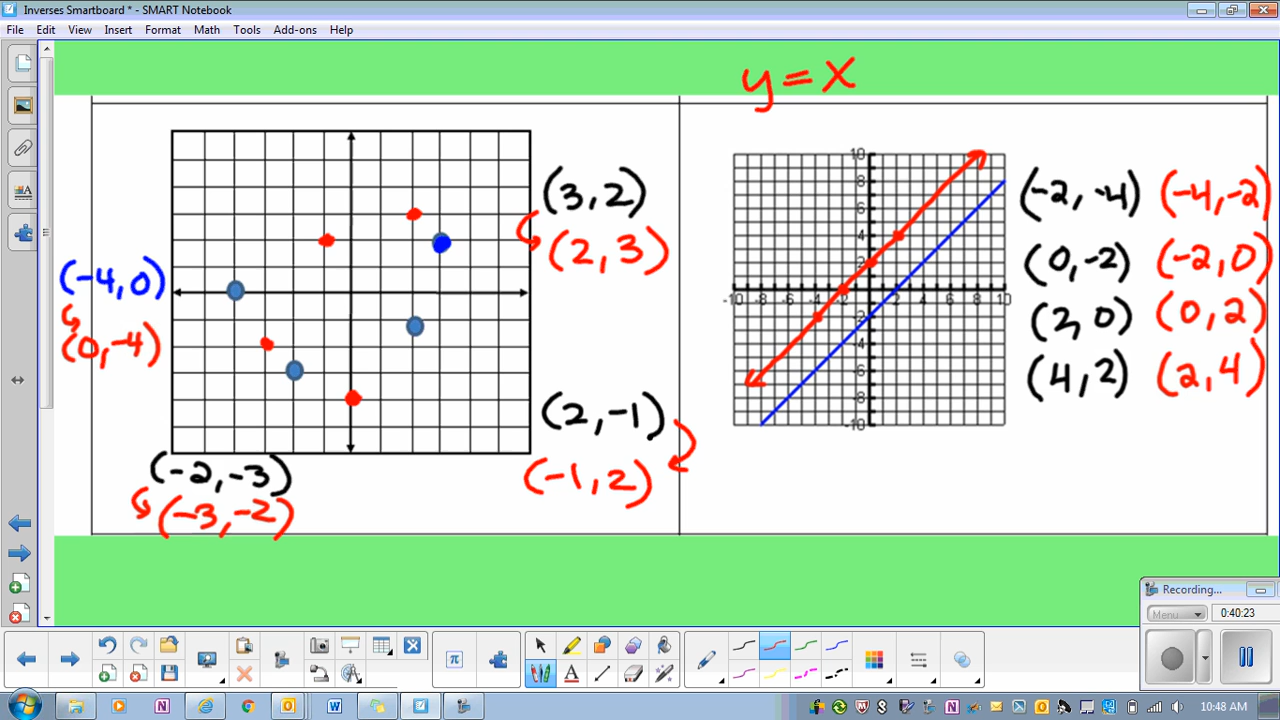 Inverses Smartboard * - SMART Notebook
File Edit View Insert Format Math Tools Add-ons Help
y = x
(3, 2)
(2, 3)
(-4, 0)
(0, -4)
(2, -1)
(-1, 2)
(-2, -3)
(-3, -2)
10
8
6
4
2
-10 -8 -6 -4 -2 2 4 6 8 10
-2
-4
-6
-8
-10
(-2, -4) (-4, -2)
(0, -2) (-2, 0)
(2, 0) (0, 2)
(4, 2) (2, 4)
Recording...
Menu
0:40:23
10:48 AM